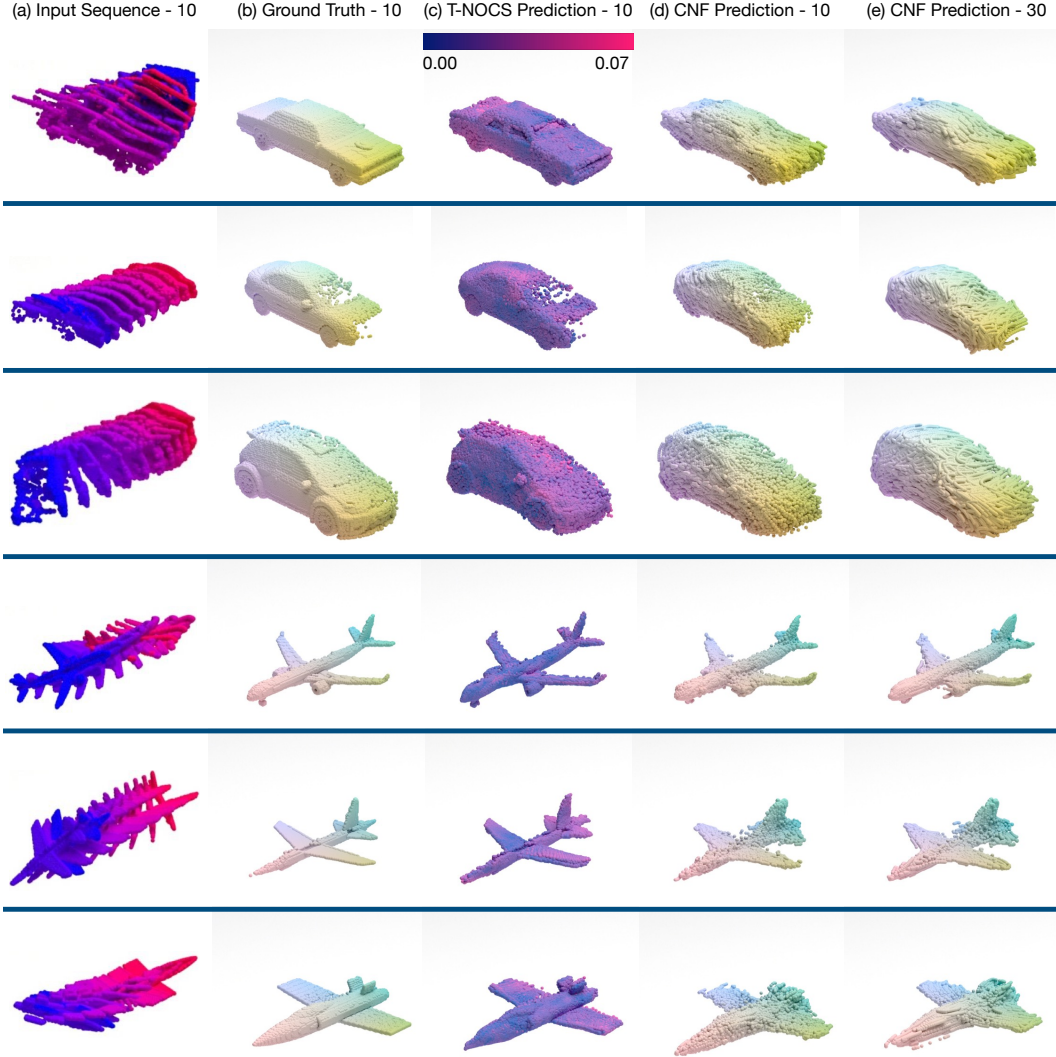 (a) Input Sequence - 10
(b) Ground Truth - 10
(c) T-NOCS Prediction - 10
(d) CNF Prediction - 10
(e) CNF Prediction - 30
0.00
0.07